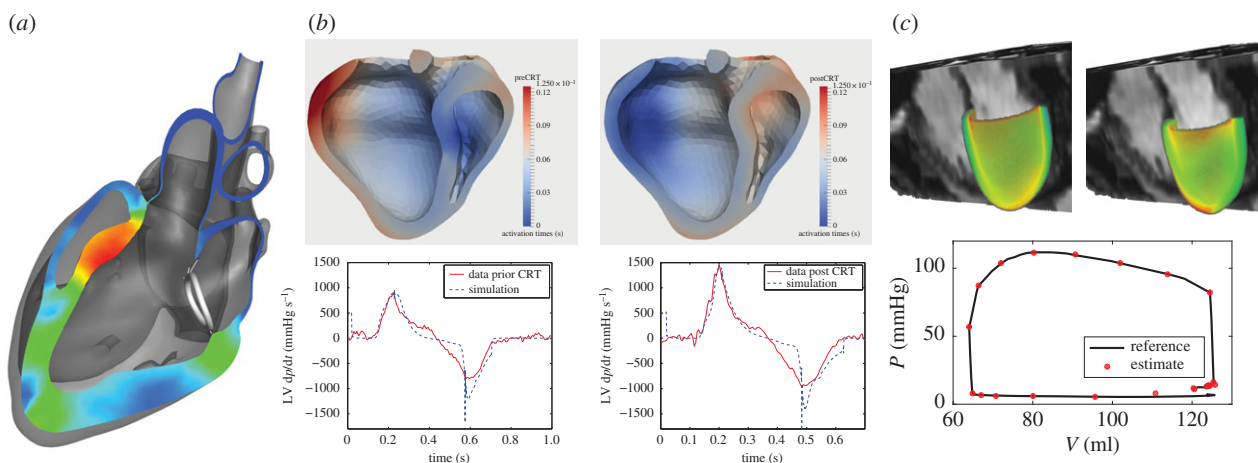 (a)
(b)
(c)
preCRT
1.250 × 10⁻¹
0.12
0.09
0.06
0.03
0
activation times (s)
postCRT
1.250 × 10⁻¹
0.12
0.09
0.06
0.03
0
activation times (s)
1500
1000
500
0
−500
−1000
−1500
LV dp/dt (mmHg s⁻¹)
data prior CRT
simulation
0 0.2 0.4 0.6 0.8 1.0
time (s)
1500
1000
500
0
−500
−1000
−1500
LV dp/dt (mmHg s⁻¹)
data post CRT
simulation
0 0.1 0.2 0.3 0.4 0.5 0.6
time (s)
100
50
0
P (mmHg)
reference
estimate
60 80 100 120
V (ml)